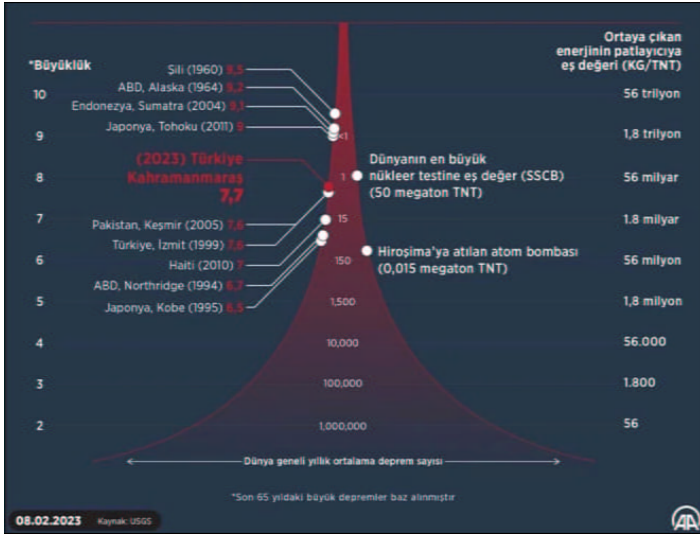 *Büyüklük
Ortaya çıkan
enerjinin patlayıcıya
eş değeri (KG/TNT)
Şili (1960) 9,5
ABD, Alaska (1964) 9,2
Endonezya, Sumatra (2004) 9,1
Japonya, Tohoku (2011) 9
(2023) Türkiye
Kahramanmaraş
7,7
Pakistan, Keşmir (2005) 7,6
Türkiye, İzmit (1999) 7,6
Haiti (2010) 7
ABD, Northridge (1994) 6,7
Japonya, Kobe (1995) 6,5
10
9
8
7
6
5
4
3
2
<1
1
15
150
1,500
10,000
100,000
1,000,000
Dünyanın en büyük
nükleer testine eş değer (SSCB)
(50 megaton TNT)
Hiroşima'ya atılan atom bombası
(0,015 megaton TNT)
56 trilyon
1,8 trilyon
56 milyar
1.8 milyar
56 milyon
1,8 milyon
56.000
1.800
56
Dünya geneli yıllık ortalama deprem sayısı
*Son 65 yıldaki büyük depremler baz alınmıştır
08.02.2023 Kaynak: USGS
AA